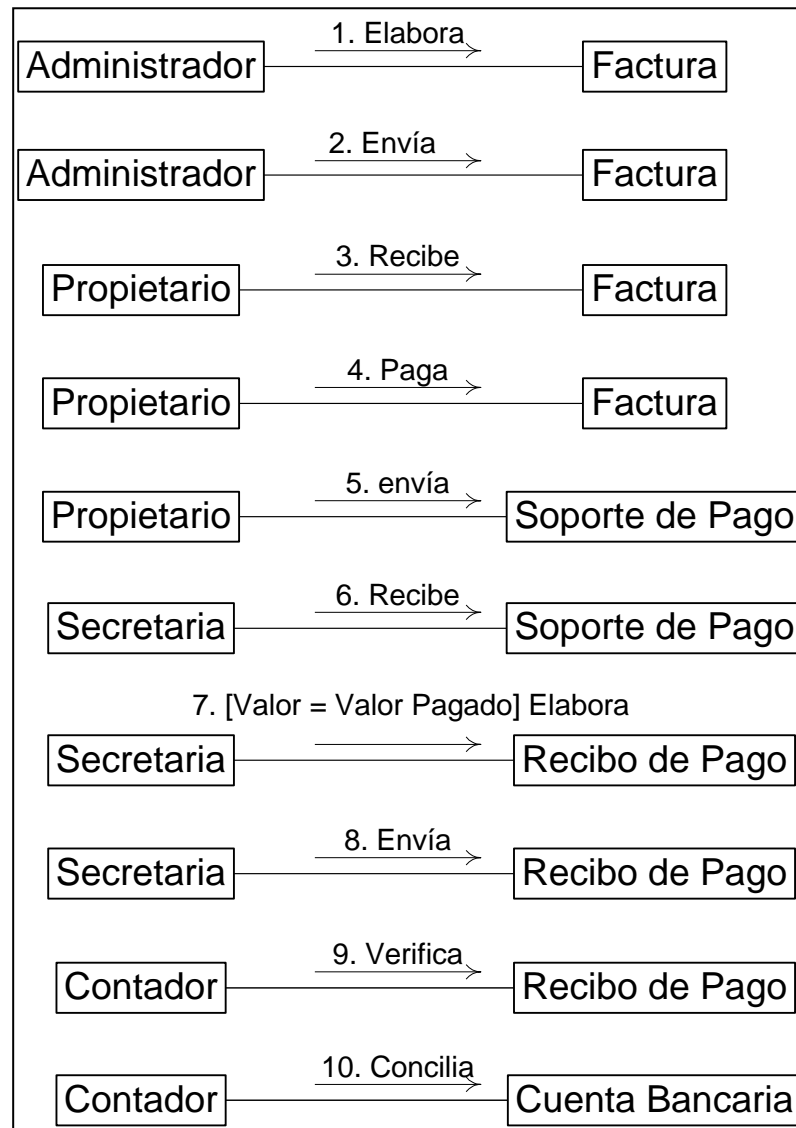 1. Elabora
Administrador Factura
2. Envía
Administrador Factura
3. Recibe
Propietario Factura
4. Paga
Propietario Factura
5. envía
Propietario Soporte de Pago
6. Recibe
Secretaria Soporte de Pago
7. [Valor = Valor Pagado] Elabora
Secretaria Recibo de Pago
8. Envía
Secretaria Recibo de Pago
9. Verifica
Contador Recibo de Pago
10. Concilia
Contador Cuenta Bancaria